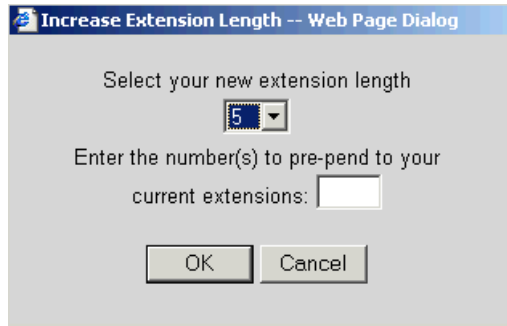 Increase Extension Length -- Web Page Dialog
Select your new extension length
5
Enter the number(s) to pre-pend to your
current extensions:
OK Cancel